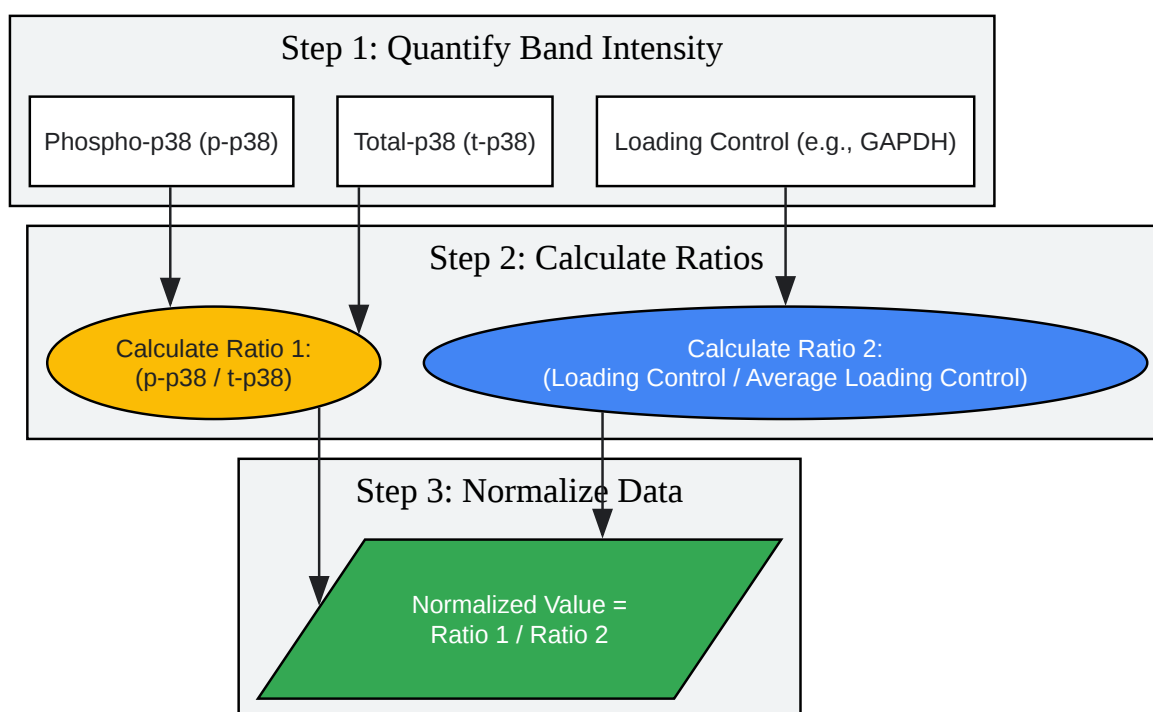 Step 1: Quantify Band Intensity
Phospho-p38 (p-p38)
Total-p38 (t-p38)
Loading Control (e.g., GAPDH)
Step 2: Calculate Ratios
Calculate Ratio 1:
(p-p38 / t-p38)
Calculate Ratio 2:
(Loading Control / Average Loading Control)
Step 3: Normalize Data
Normalized Value =
Ratio 1 / Ratio 2